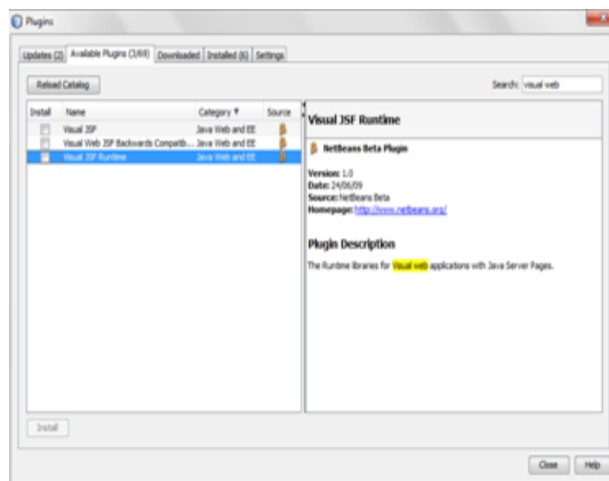 Plugins
Updates (2) Available Plugins (3/69) Downloaded Installed (6) Settings
Reload Catalog Search: visual web
Install Name Category Source
Visual JSF Java Web and EE
Visual Web JSF Backwards Compatib... Java Web and EE
Visual JSF Runtime Java Web and EE
Visual JSF Runtime
NetBeans Beta Plugin
Version: 1.0
Date: 24/06/09
Source: NetBeans Beta
Homepage: http://www.netbeans.org/
Plugin Description
The Runtime libraries for Visual web applications with Java Server Pages.
Install
Close Help